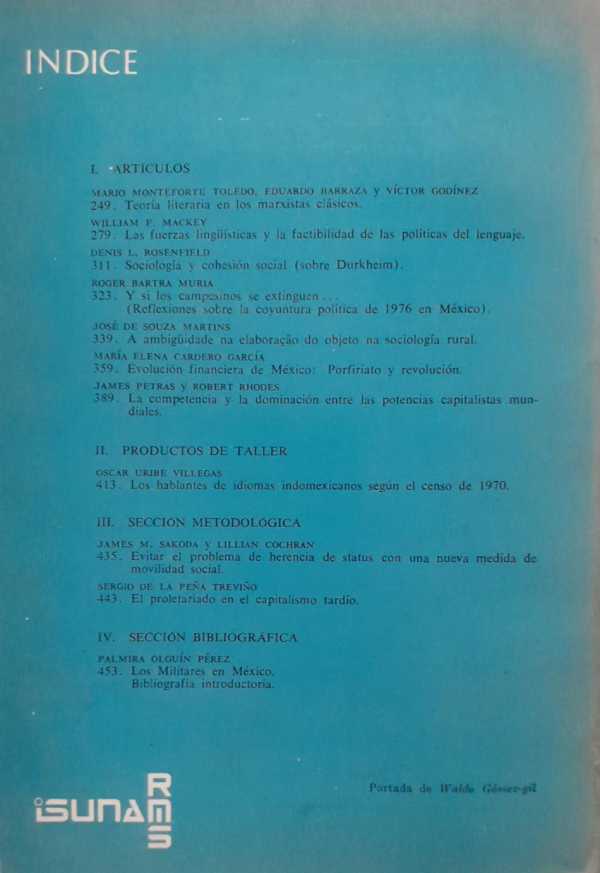 INDICE
I. ARTÍCULOS
MARIO MONTEFORTE TOLEDO, EDUARDO BARRAZA y VÍCTOR GODÍNEZ
249. Teoría literaria en los marxistas clásicos.
WILLIAM F. MACKEY
279. Las fuerzas lingüísticas y la factibilidad de las políticas del lenguaje.
DENIS L. ROSENFIELD
311. Sociología y cohesión social (sobre Durkheim).
ROGER BARTRA MURIA
323. Y si los campesinos se extinguen...
(Reflexiones sobre la coyuntura política de 1976 en México).
JOSÉ DE SOUZA MARTINS
339. A ambigüidade na elaboração do objeto na sociología rural.
MARÍA ELENA CARDERO GARCÍA
359. Evolución financiera de México: Porfiriato y revolución.
JAMES PETRAS y ROBERT RHODES
389. La competencia y la dominación entre las potencias capitalistas mun-
diales.
II. PRODUCTOS DE TALLER
OSCAR URIBE VILLEGAS
413. Los hablantes de idiomas indomexicanos según el censo de 1970.
III. SECCIÓN METODOLÓGICA
JAMES M. SAKODA y LILLIAN COCHRAN
435. Evitar el problema de herencia de status con una nueva medida de
movilidad social.
SERGIO DE LA PEÑA TREVIÑO
443. El proletariado en el capitalismo tardío.
IV. SECCIÓN BIBLIOGRÁFICA
PALMIRA OLGUÍN PÉREZ
453. Los Militares en México.
Bibliografía introductoria.
Portada de Waldo Gómez-gil
iisunam
RMS